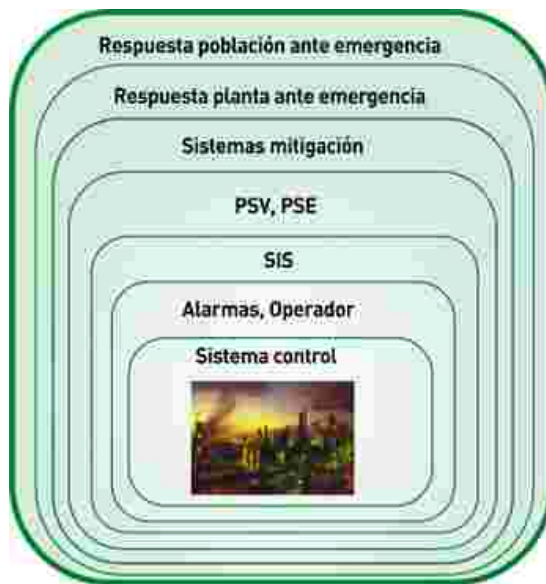 Respuesta población ante emergencia
Respuesta planta ante emergencia
Sistemas mitigación
PSV, PSE
SIS
Alarmas, Operador
Sistema control